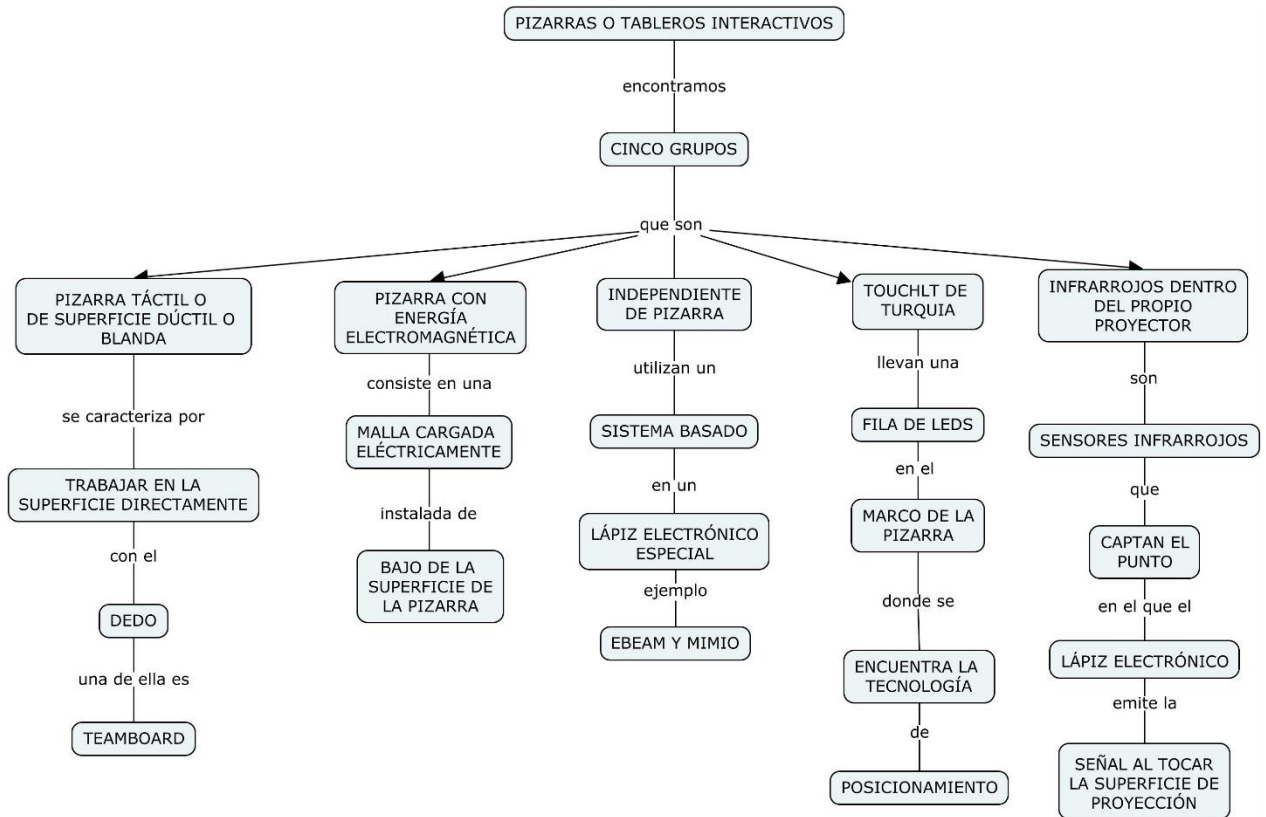 PIZARRAS O TABLEROS INTERACTIVOS
encontramos
CINCO GRUPOS
que son
PIZARRA TÁCTIL O
DE SUPERFICIE DÚCTIL O
BLANDA
se caracteriza por
TRABAJAR EN LA
SUPERFICIE DIRECTAMENTE
con el
DEDO
una de ella es
TEAMBOARD
PIZARRA CON
ENERGÍA
ELECTROMAGNÉTICA
consiste en una
MALLA CARGADA
ELÉCTRICAMENTE
instalada de
BAJO DE LA
SUPERFICIE DE
LA PIZARRA
INDEPENDIENTE
DE PIZARRA
utilizan un
SISTEMA BASADO
en un
LÁPIZ ELECTRÓNICO
ESPECIAL
ejemplo
EBEAM Y MIMIO
TOUCHLT DE
TURQUIA
llevan una
FILA DE LEDS
en el
MARCO DE LA
PIZARRA
donde se
ENCUENTRA LA
TECNOLOGÍA
de
POSICIONAMIENTO
INFRARROJOS DENTRO
DEL PROPIO
PROYECTOR
son
SENSORES INFRARROJOS
que
CAPTAN EL
PUNTO
en el que el
LÁPIZ ELECTRÓNICO
emite la
SEÑAL AL TOCAR
LA SUPERFICIE DE
PROYECCIÓN